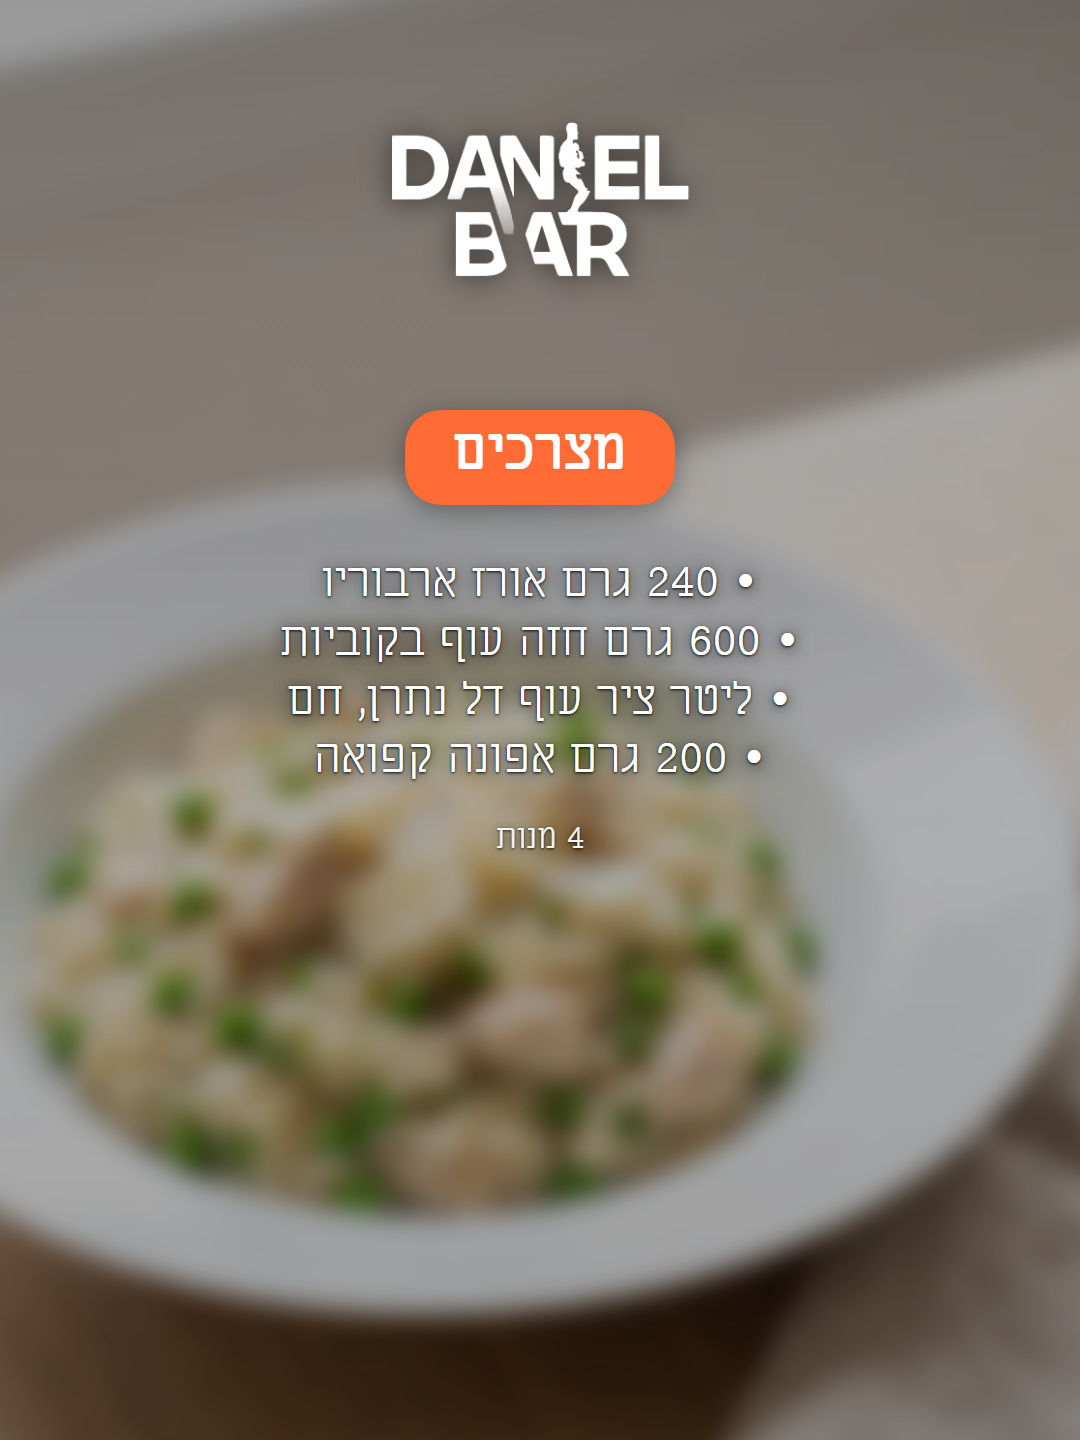 DANIEL
BAR
מצרכים
• 240 גרם אורז ארבוריו
• 600 גרם חזה עוף בקוביות
• ליטר ציר עוף דל נתרן, חם
• 200 גרם אפונה קפואה
4 מנות